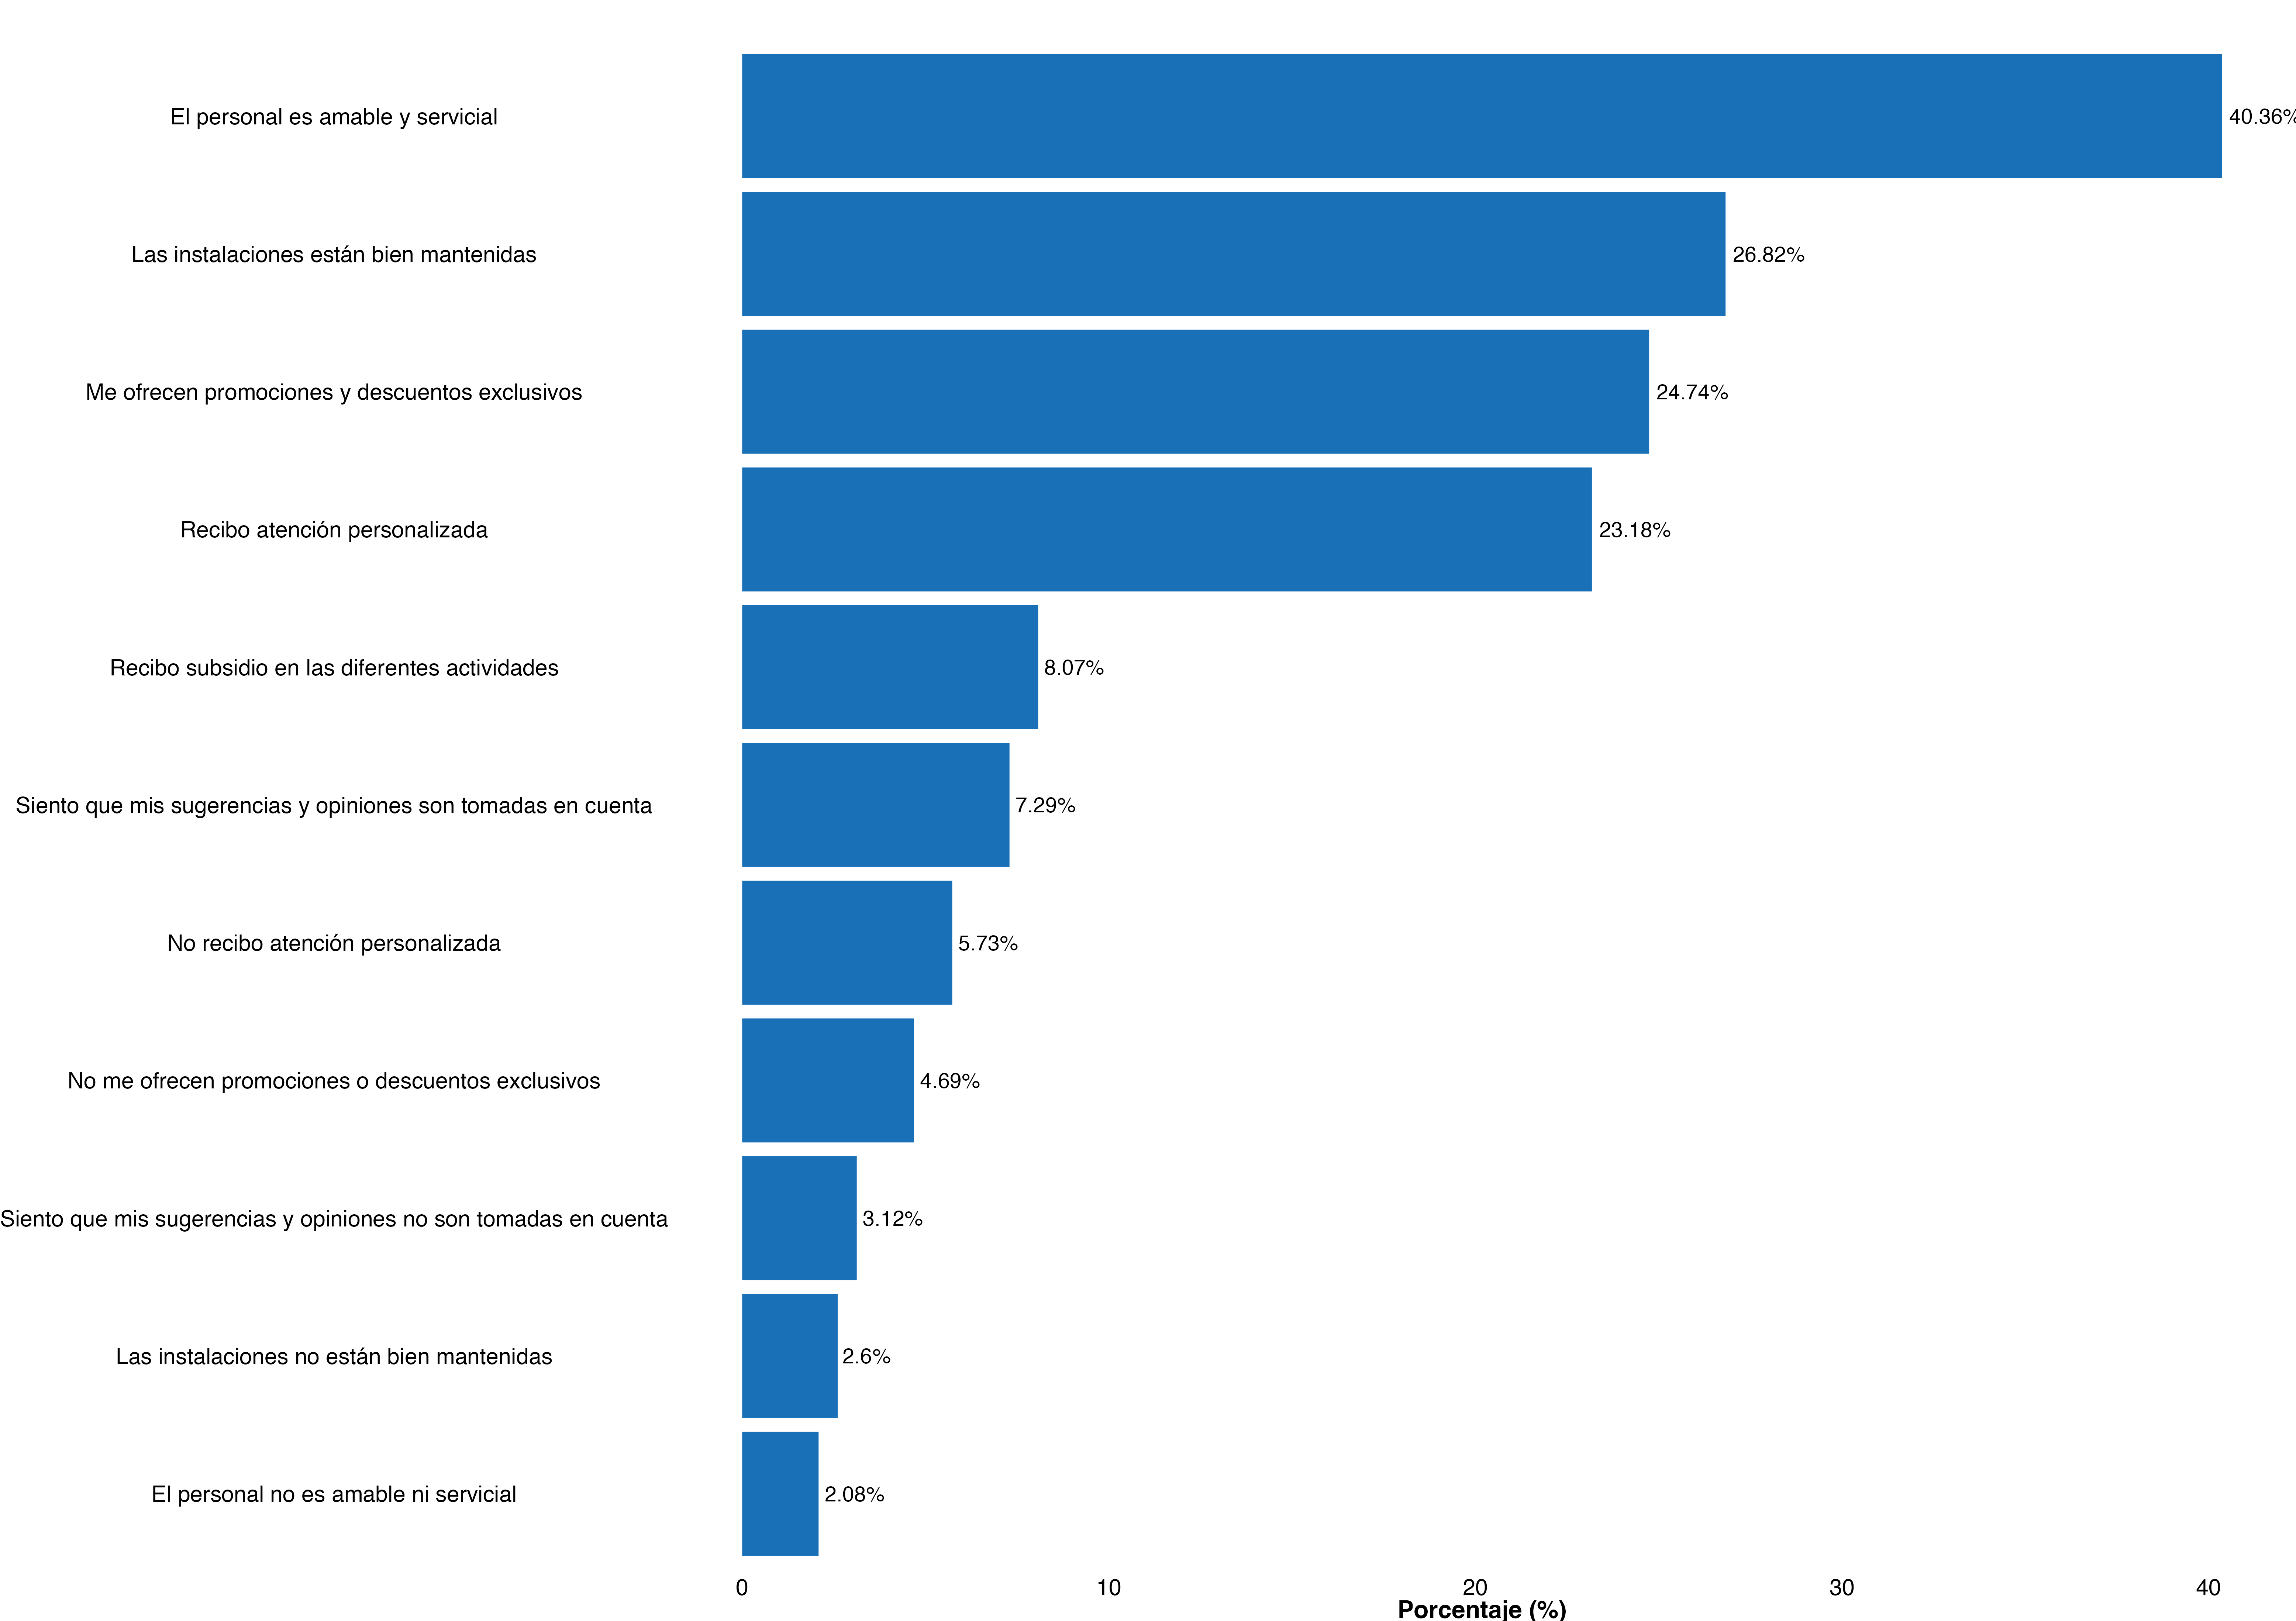 El personal es amable y servicial 40.36%
Las instalaciones están bien mantenidas 26.82%
Me ofrecen promociones y descuentos exclusivos 24.74%
Recibo atención personalizada 23.18%
Recibo subsidio en las diferentes actividades 8.07%
Siento que mis sugerencias y opiniones son tomadas en cuenta 7.29%
No recibo atención personalizada 5.73%
No me ofrecen promociones o descuentos exclusivos 4.69%
Siento que mis sugerencias y opiniones no son tomadas en cuenta 3.12%
Las instalaciones no están bien mantenidas 2.6%
El personal no es amable ni servicial 2.08%
0 10 20 30 40
Porcentaje (%)